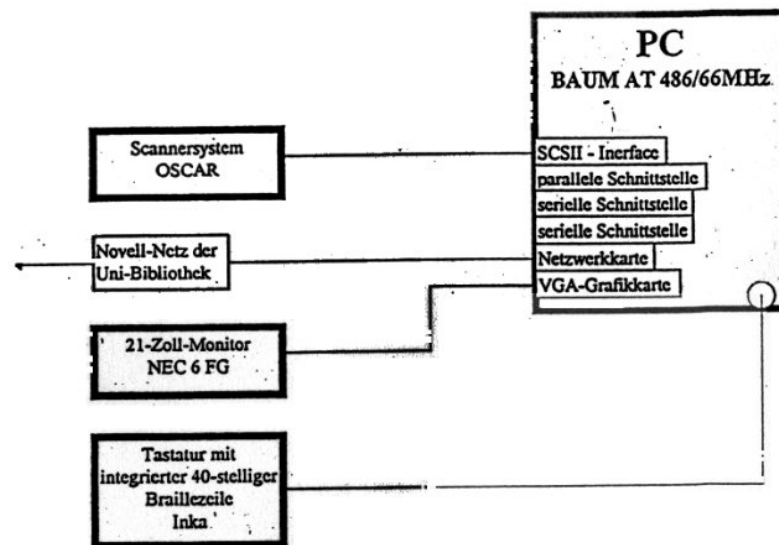 PC
BAUM AT 486/66MHz
Scannersystem
OSCAR
SCSII - Inerface
parallele Schnittstelle
serielle Schnittstelle
serielle Schnittstelle
Novell-Netz der
Uni-Bibliothek
Netzwerkkarte
VGA-Grafikkarte
21-Zoll-Monitor
NEC 6 FG
Tastatur mit
integrierter 40-stelliger
Braillezeile
Inka